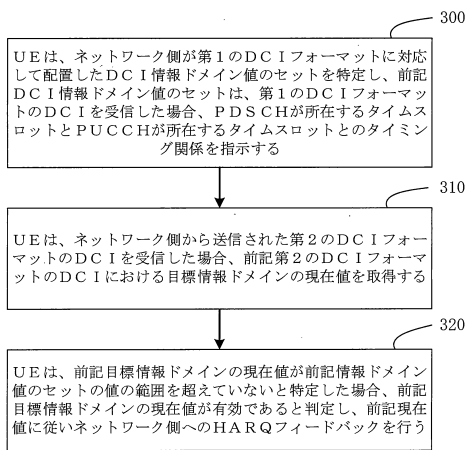 300
UEは、ネットワーク側が第1のDCIフォーマットに対応
して配置したDCI情報ドメイン値のセットを特定し、前記
DCI情報ドメイン値のセットは、第1のDCIフォーマッ
トのDCIを受信した場合、PDSCHが所在するタイムス
ロットとPUCCHが所在するタイムスロットとのタイミン
グ関係を指示する
310
UEは、ネットワーク側から送信された第2のDCIフォー
マットのDCIを受信した場合、前記第2のDCIフォーマ
ットのDCIにおける目標情報ドメインの現在値を取得する
320
UEは、前記目標情報ドメインの現在値が前記情報ドメイン
値のセットの値の範囲を超えていないと特定した場合、前記
目標情報ドメインの現在値が有効であると判定し、前記現在
値に従いネットワーク側へのHARQフィードバックを行う